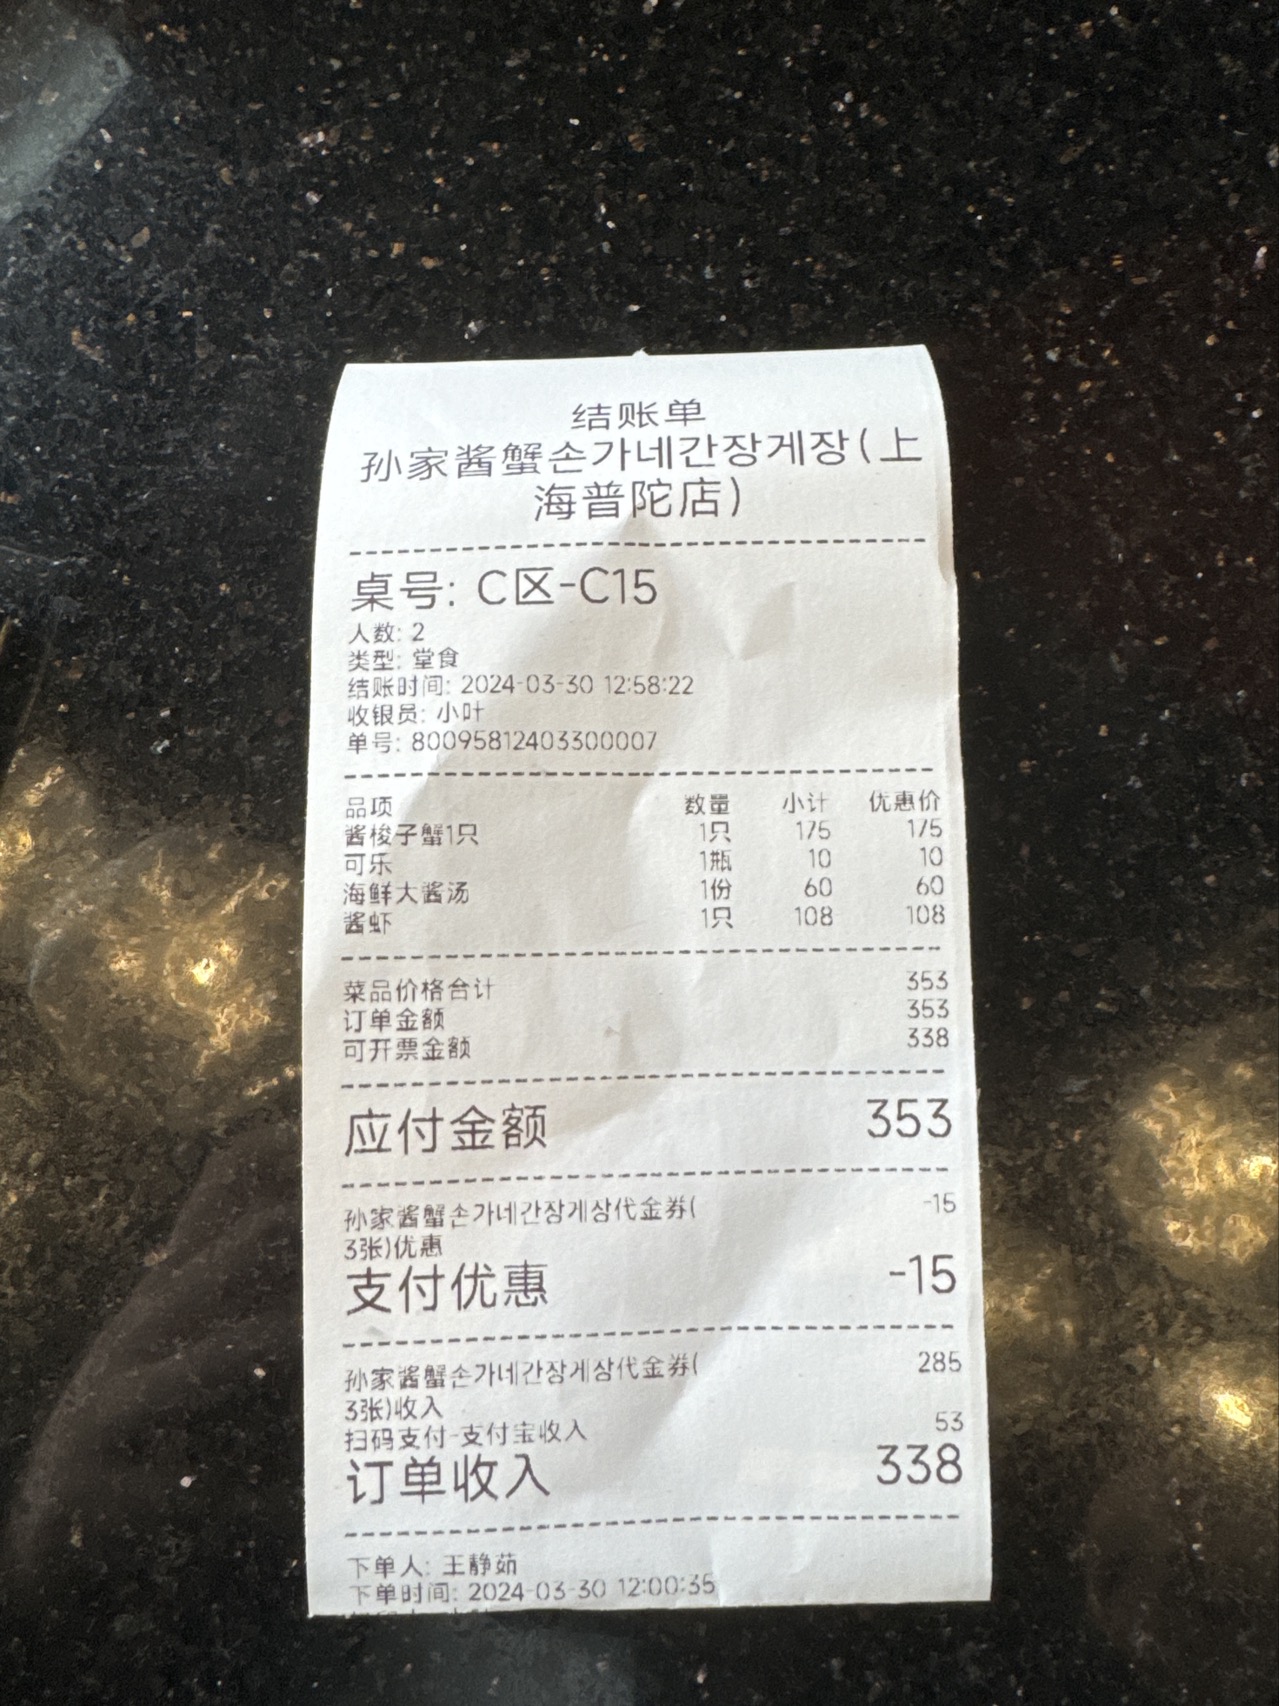 结账单
孙家酱蟹손가네간장게장(上
海普陀店)
桌号: C区-C15
人数: 2
类型: 堂食
结账时间: 2024-03-30 12:58:22
收银员: 小叶
单号: 80095812403300007
品项 数量 小计 优惠价
酱梭子蟹1只 1只 175 175
可乐 1瓶 10 10
海鲜大酱汤 1份 60 60
酱虾 1只 108 108
菜品价格合计 353
订单金额 353
可开票金额 338
应付金额 353
孙家酱蟹손가네간장게장代金券( -15
3张)优惠
支付优惠 -15
孙家酱蟹손가네간장게장代金券( 285
3张)收入
扫码支付-支付宝收入 53
订单收入 338
下单人: 王静茹
下单时间: 2024-03-30 12:00:35